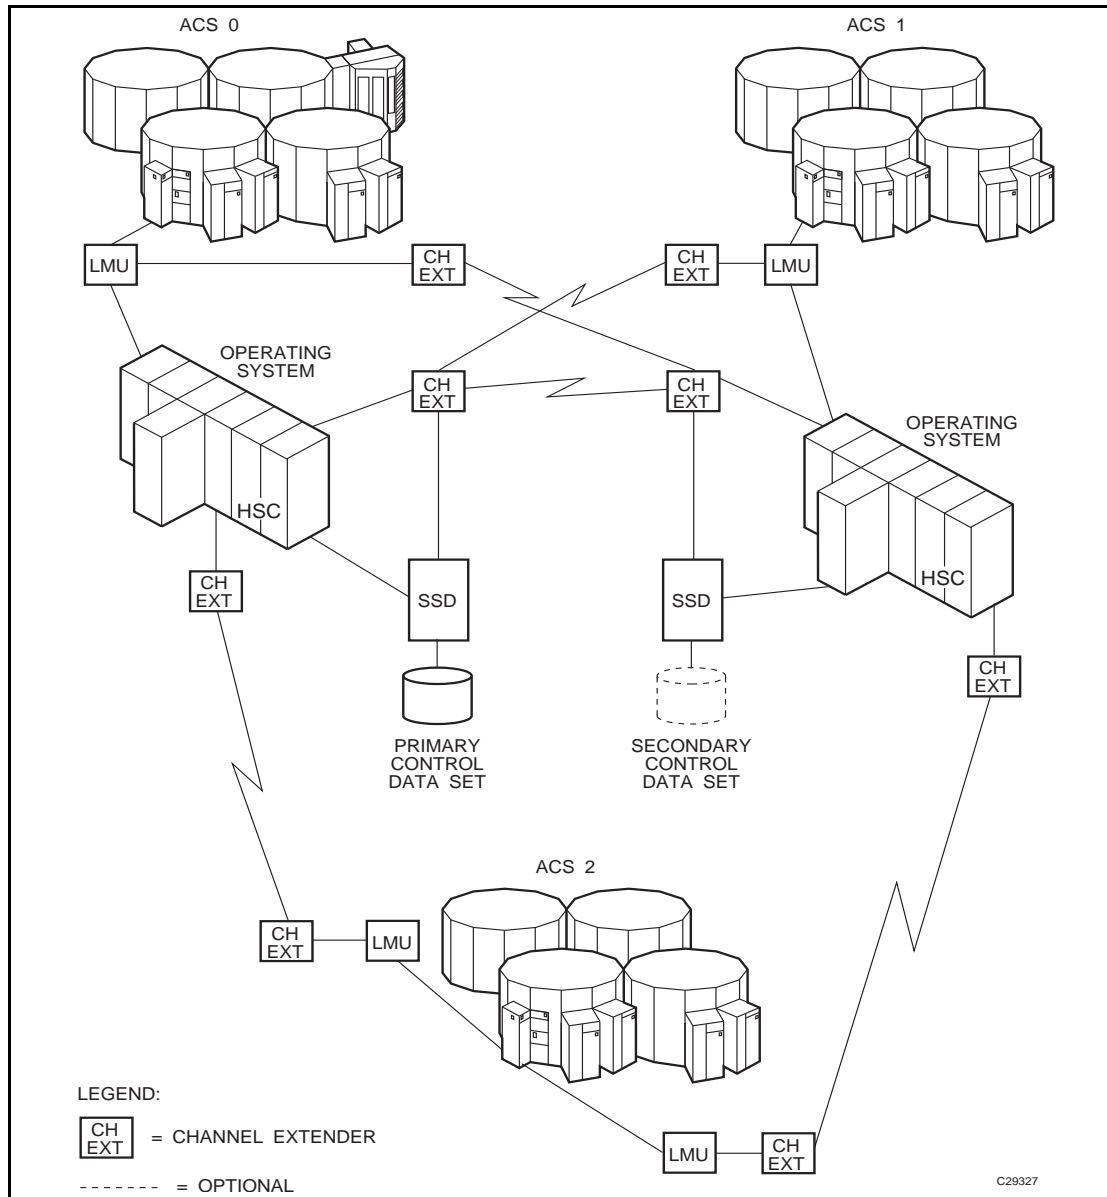 ACS 0
ACS 1
LMU
CH
EXT
CH
EXT
LMU
OPERATING
SYSTEM
CH
EXT
CH
EXT
OPERATING
SYSTEM
HSC
HSC
CH
EXT
SSD
SSD
CH
EXT
PRIMARY
CONTROL
DATA SET
SECONDARY
CONTROL
DATA SET
ACS 2
CH
EXT
LMU
LEGEND:
CH
EXT
= CHANNEL EXTENDER
LMU
CH
EXT
------- = OPTIONAL
C29327